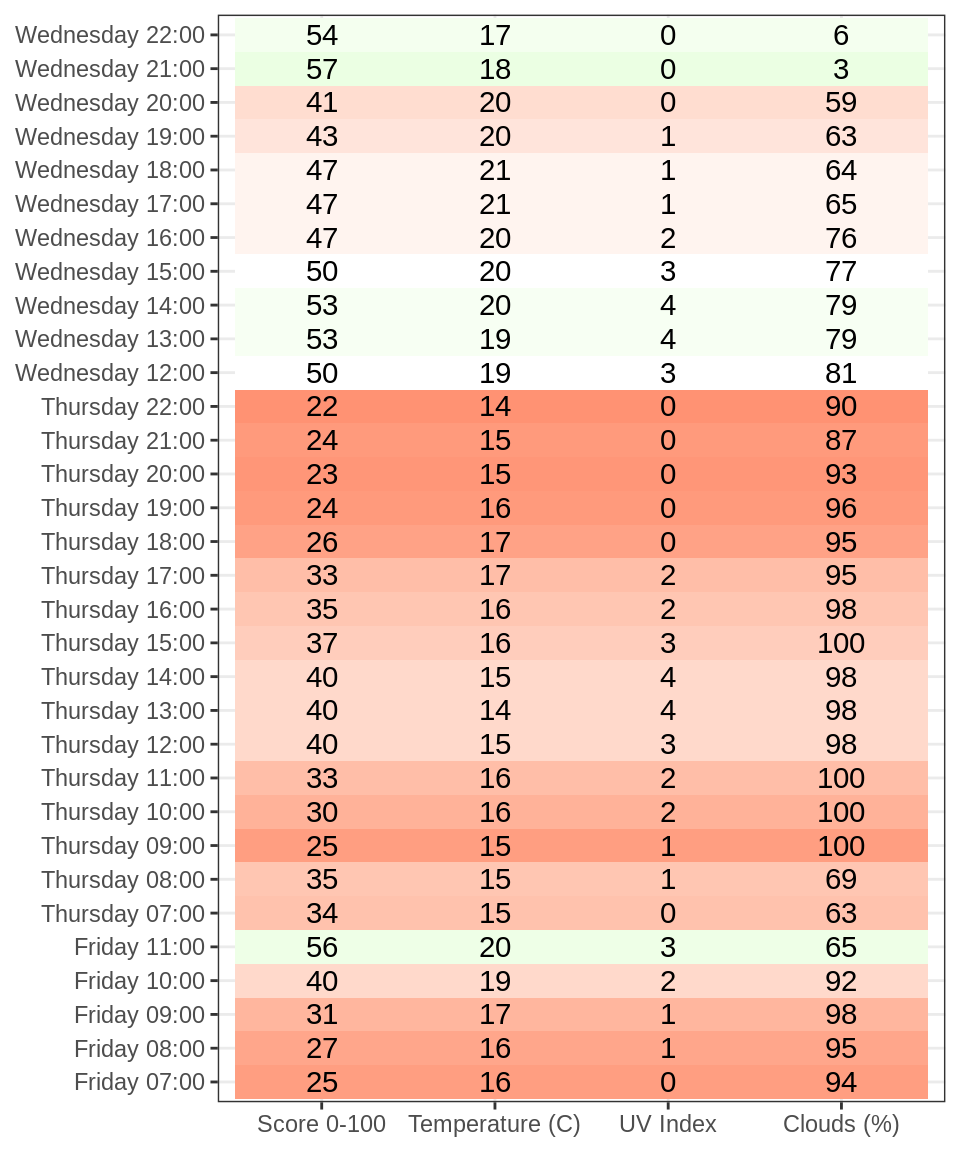 Wednesday 22:00 54 17 0 6
Wednesday 21:00 57 18 0 3
Wednesday 20:00 41 20 0 59
Wednesday 19:00 43 20 1 63
Wednesday 18:00 47 21 1 64
Wednesday 17:00 47 21 1 65
Wednesday 16:00 47 20 2 76
Wednesday 15:00 50 20 3 77
Wednesday 14:00 53 20 4 79
Wednesday 13:00 53 19 4 79
Wednesday 12:00 50 19 3 81
Thursday 22:00 22 14 0 90
Thursday 21:00 24 15 0 87
Thursday 20:00 23 15 0 93
Thursday 19:00 24 16 0 96
Thursday 18:00 26 17 0 95
Thursday 17:00 33 17 2 95
Thursday 16:00 35 16 2 98
Thursday 15:00 37 16 3 100
Thursday 14:00 40 15 4 98
Thursday 13:00 40 14 4 98
Thursday 12:00 40 15 3 98
Thursday 11:00 33 16 2 100
Thursday 10:00 30 16 2 100
Thursday 09:00 25 15 1 100
Thursday 08:00 35 15 1 69
Thursday 07:00 34 15 0 63
Friday 11:00 56 20 3 65
Friday 10:00 40 19 2 92
Friday 09:00 31 17 1 98
Friday 08:00 27 16 1 95
Friday 07:00 25 16 0 94
Score 0-100 Temperature (C) UV Index Clouds (%)